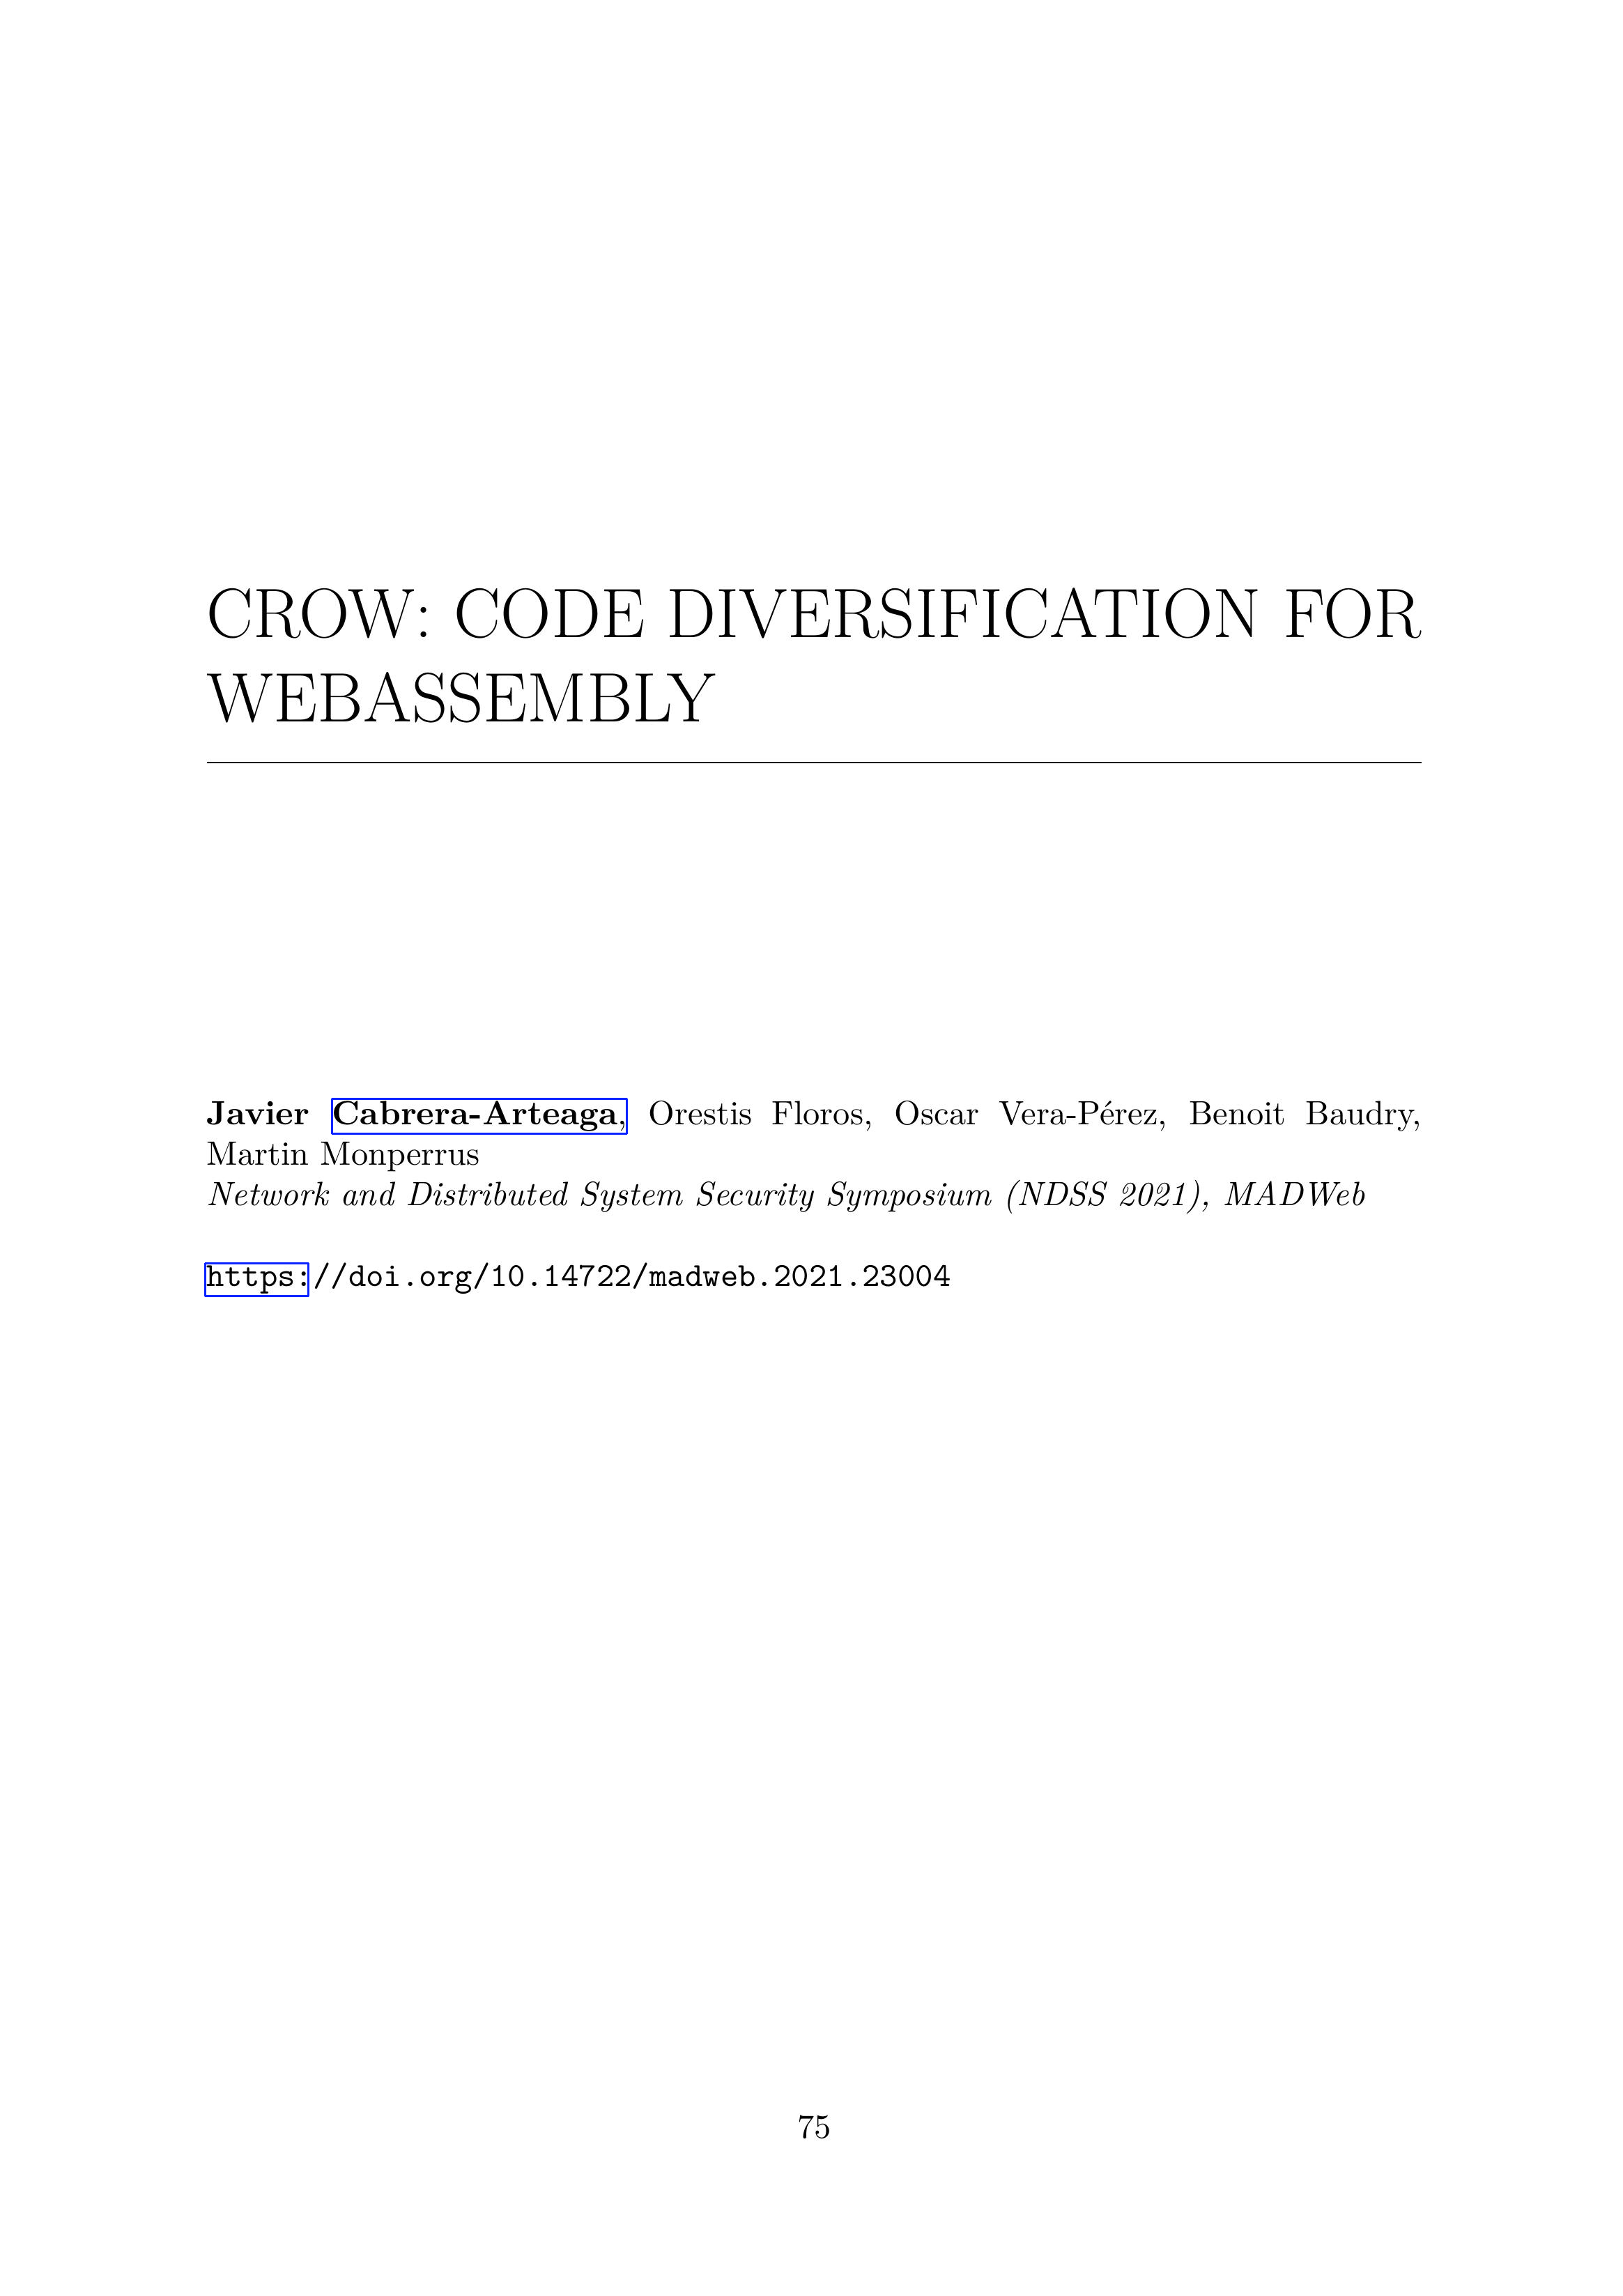 CROW: CODE DIVERSIFICATION FOR
WEBASSEMBLY
Javier Cabrera-Arteaga, Orestis Floros, Oscar Vera-Pérez, Benoit Baudry,
Martin Monperrus
Network and Distributed System Security Symposium (NDSS 2021), MADWeb
https://doi.org/10.14722/madweb.2021.23004
75